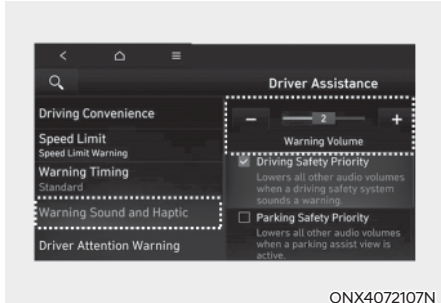 Driver Assistance
Driving Convenience
Speed Limit
Speed Limit Warning
Warning Timing
Standard
Warning Sound and Haptic
Driver Attention Warning
− 2 +
Warning Volume
Driving Safety Priority
Lowers all other audio volumes
when a driving safety system
sounds a warning.
Parking Safety Priority
Lowers all other audio volumes
when a parking assist view is
active.
ONX4072107N